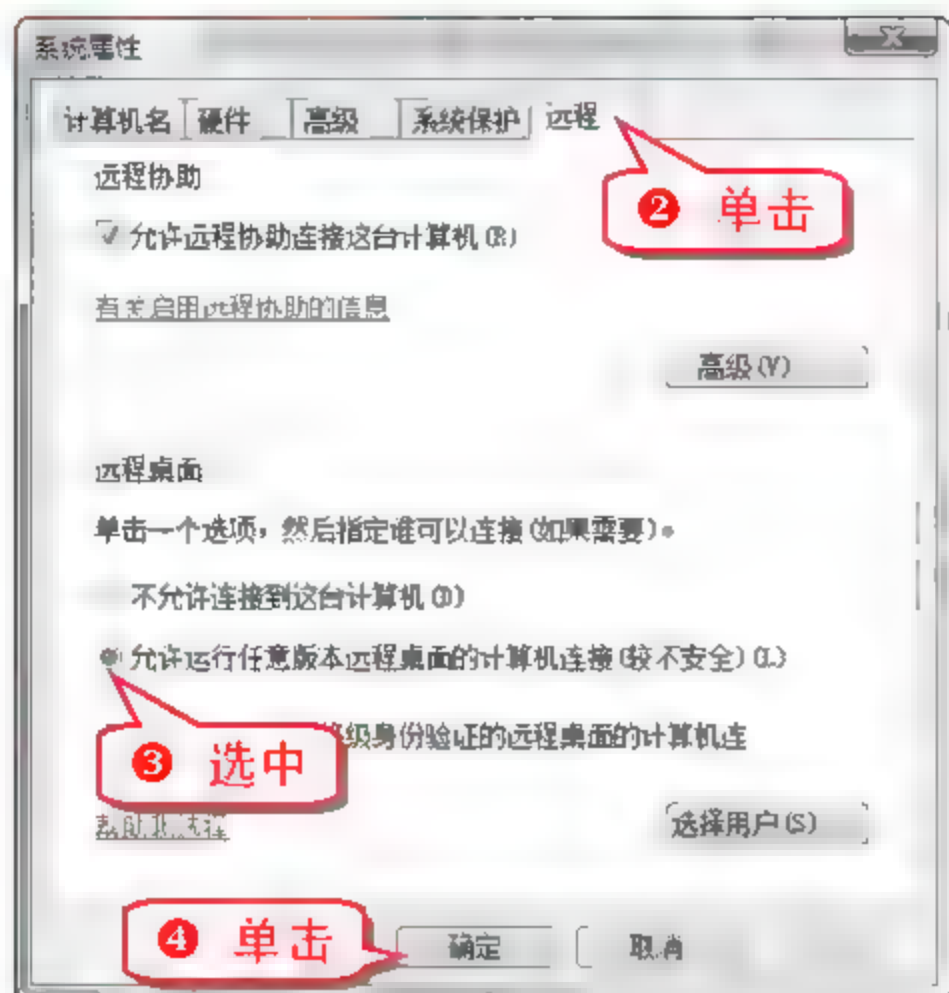 系统属性
计算机名 硬件 高级 系统保护 远程
❷ 单击
远程协助
允许远程协助连接这台计算机(R)
有关启用远程协助的信息
高级(V)
远程桌面
单击一个选项，然后指定谁可以连接(如果需要)。
不允许连接到这台计算机(D)
允许运行任意版本远程桌面的计算机连接(较不安全)(L)
❸ 选中
级身份验证的远程桌面的计算机连
选择用户(S)
❹ 单击
确定 取消